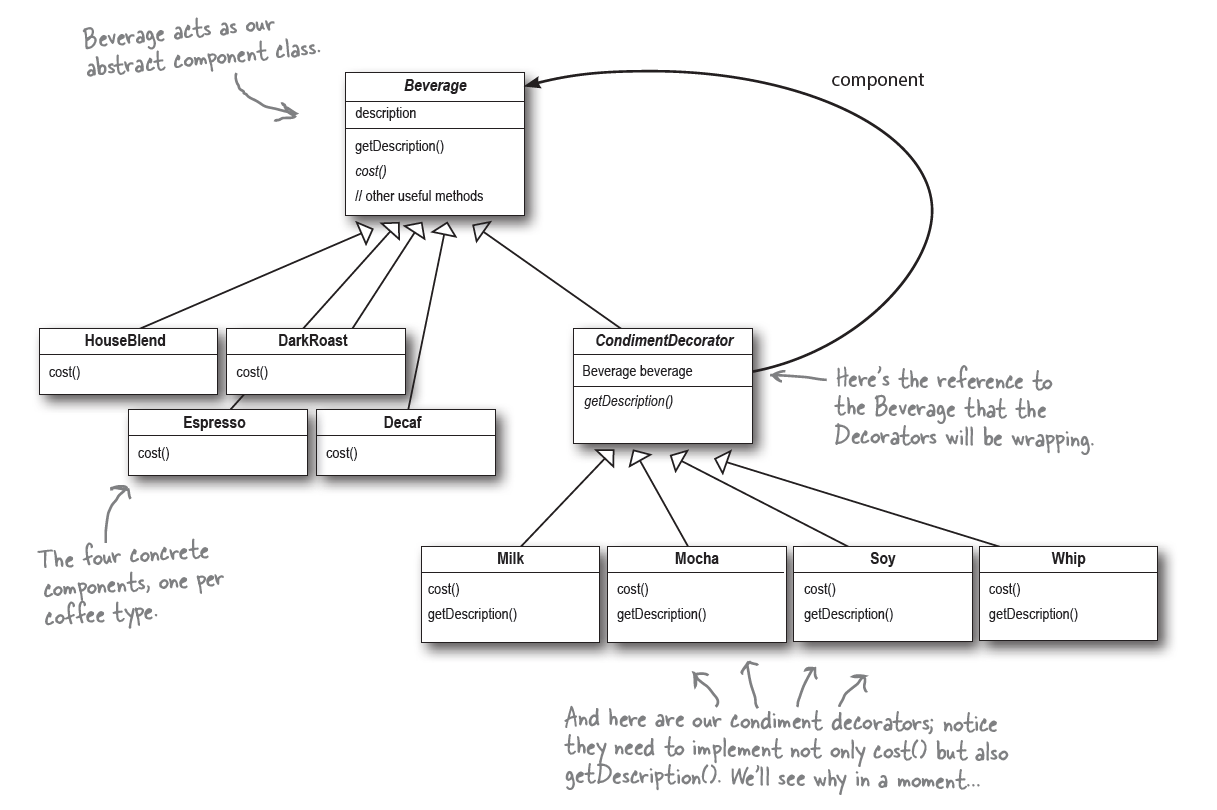 Beverage acts as our
abstract component class.
component
Beverage
description
getDescription()
cost()
// other useful methods
HouseBlend
cost()
DarkRoast
cost()
CondimentDecorator
Beverage beverage
getDescription()
Here's the reference to
the Beverage that the
Decorators will be wrapping.
Espresso
cost()
Decaf
cost()
The four concrete
components, one per
coffee type.
Milk
cost()
getDescription()
Mocha
cost()
getDescription()
Soy
cost()
getDescription()
Whip
cost()
getDescription()
And here are our condiment decorators; notice
they need to implement not only cost() but also
getDescription(). We'll see why in a moment...